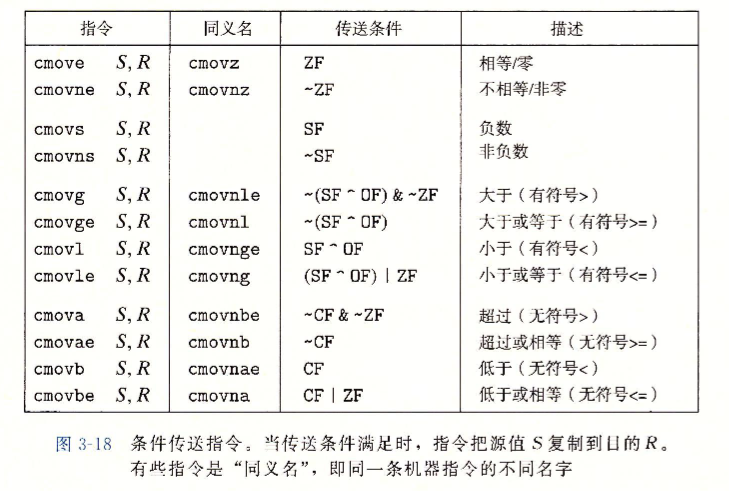 指令 同义名 传送条件 描述
cmove S, R cmovz ZF 相等/零
cmovne S, R cmovnz ~ZF 不相等/非零
cmovs S, R SF 负数
cmovns S, R ~SF 非负数
cmovg S, R cmovnle ~(SF ^ OF) & ~ZF 大于（有符号>）
cmovge S, R cmovnl ~(SF ^ OF) 大于或等于（有符号>=）
cmovl S, R cmovnge SF ^ OF 小于（有符号<）
cmovle S, R cmovng (SF ^ OF) | ZF 小于或等于（有符号<=）
cmova S, R cmovnbe ~CF & ~ZF 超过（无符号>）
cmovae S, R cmovnb ~CF 超过或相等（无符号>=）
cmovb S, R cmovnae CF 低于（无符号<）
cmovbe S, R cmovna CF | ZF 低于或相等（无符号<=）
图 3-18 条件传送指令。当传送条件满足时，指令把源值 S 复制到目的 R。
有些指令是“同义名”，即同一条机器指令的不同名字